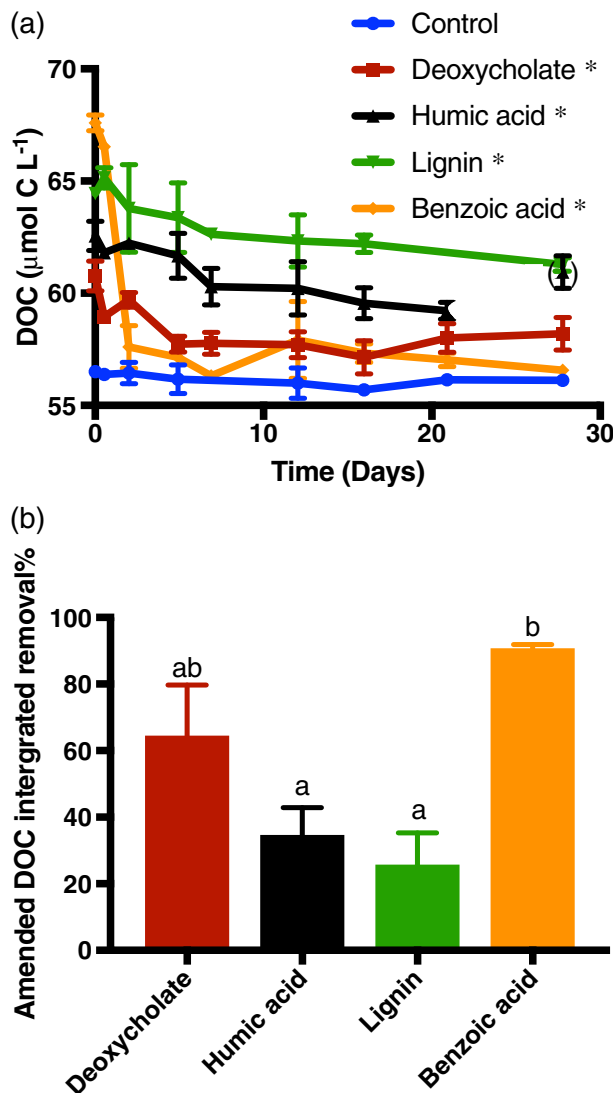 (a)
Control
Deoxycholate *
Humic acid *
Lignin *
Benzoic acid *
70
65
60
55
DOC (μmol C L-1)
0 10 20 30
Time (Days)
( )
(b)
Amended DOC intergrated removal%
100
80
60
40
20
0
ab
a
a
b
Deoxycholate
Humic acid
Lignin
Benzoic acid